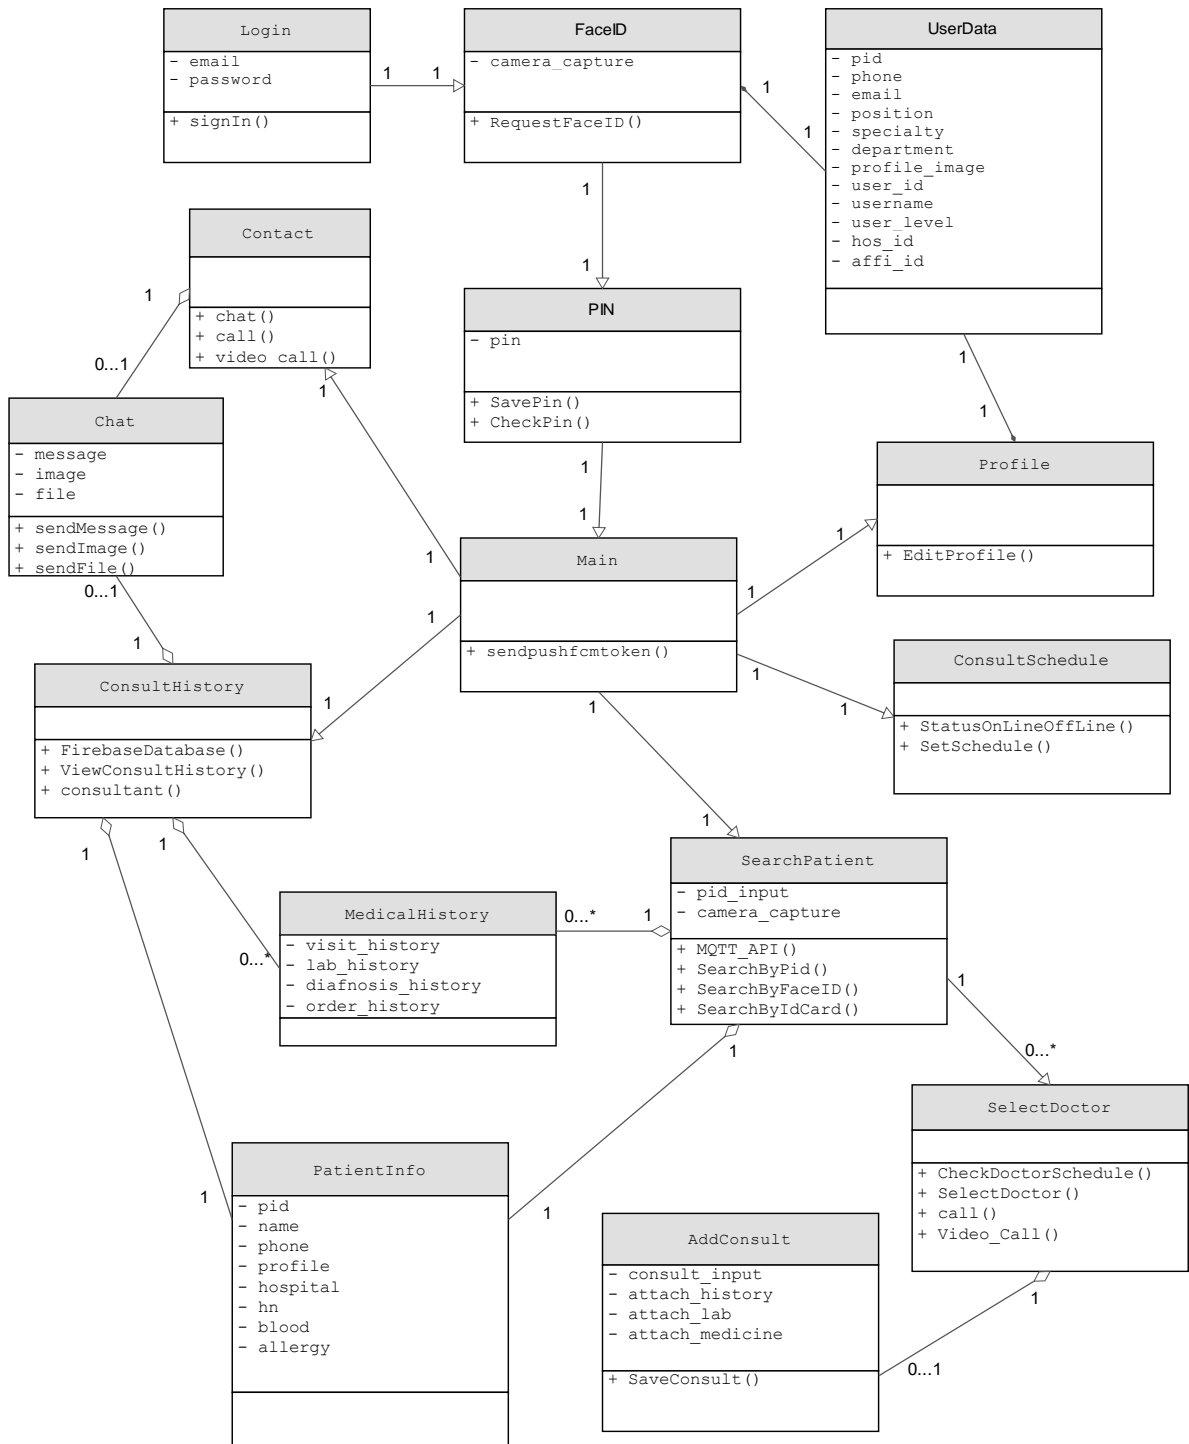 Login
- email
- password
+ signIn()
1
1
FaceID
- camera_capture
+ RequestFaceID()
1
1
UserData
- pid
- phone
- email
- position
- specialty
- department
- profile_image
- user_id
- username
- user_level
- hos_id
- affi_id
1
1
Contact
+ chat()
+ call()
+ video call()
1
0...1
1
1
PIN
- pin
+ SavePin()
+ CheckPin()
1
1
1
1
Chat
- message
- image
- file
+ sendMessage()
+ sendImage()
+ sendFile()
0...1
1
Profile
+ EditProfile()
1
1
Main
+ sendpushfcmtoken()
1
1
ConsultSchedule
+ StatusOnLineOffLine()
+ SetSchedule()
1
1
ConsultHistory
+ FirebaseDatabase()
+ ViewConsultHistory()
+ consultant()
1
1
1
0...*
1
1
SearchPatient
- pid_input
- camera_capture
+ MQTT_API()
+ SearchByPid()
+ SearchByFaceID()
+ SearchByIdCard()
MedicalHistory
- visit_history
- lab_history
- diafnosis_history
- order_history
0...*
1
1
0...*
1
1
SelectDoctor
+ CheckDoctorSchedule()
+ SelectDoctor()
+ call()
+ Video_Call()
PatientInfo
- pid
- name
- phone
- profile
- hospital
- hn
- blood
- allergy
AddConsult
- consult_input
- attach_history
- attach_lab
- attach_medicine
+ SaveConsult()
1
0...1